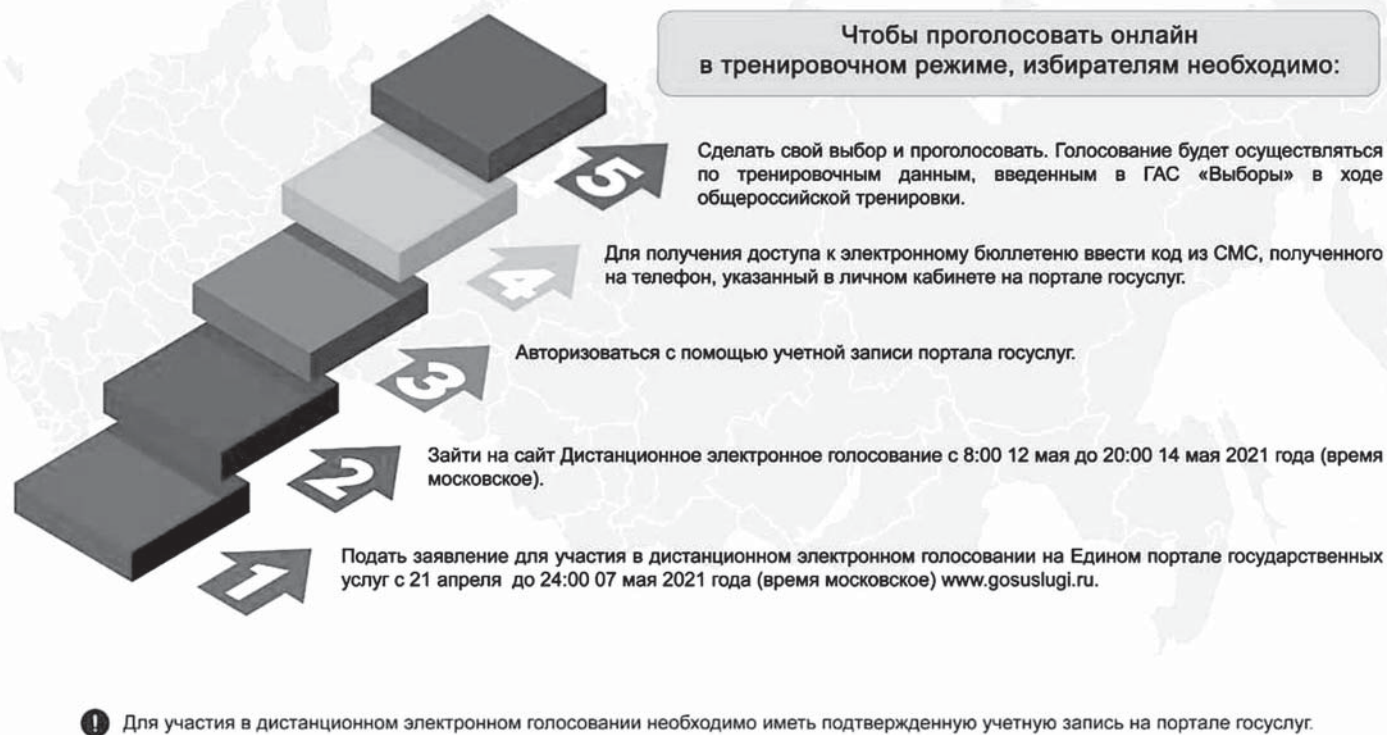 Чтобы проголосовать онлайн
в тренировочном режиме, избирателям необходимо:
5
Сделать свой выбор и проголосовать. Голосование будет осуществляться
по тренировочным данным, введенным в ГАС «Выборы» в ходе
общероссийской тренировки.
4
Для получения доступа к электронному бюллетеню ввести код из СМС, полученного
на телефон, указанный в личном кабинете на портале госуслуг.
3
Авторизоваться с помощью учетной записи портала госуслуг.
2
Зайти на сайт Дистанционное электронное голосование с 8:00 12 мая до 20:00 14 мая 2021 года (время
московское).
1
Подать заявление для участия в дистанционном электронном голосовании на Едином портале государственных
услуг с 21 апреля до 24:00 07 мая 2021 года (время московское) www.gosuslugi.ru.
! Для участия в дистанционном электронном голосовании необходимо иметь подтвержденную учетную запись на портале госуслуг.